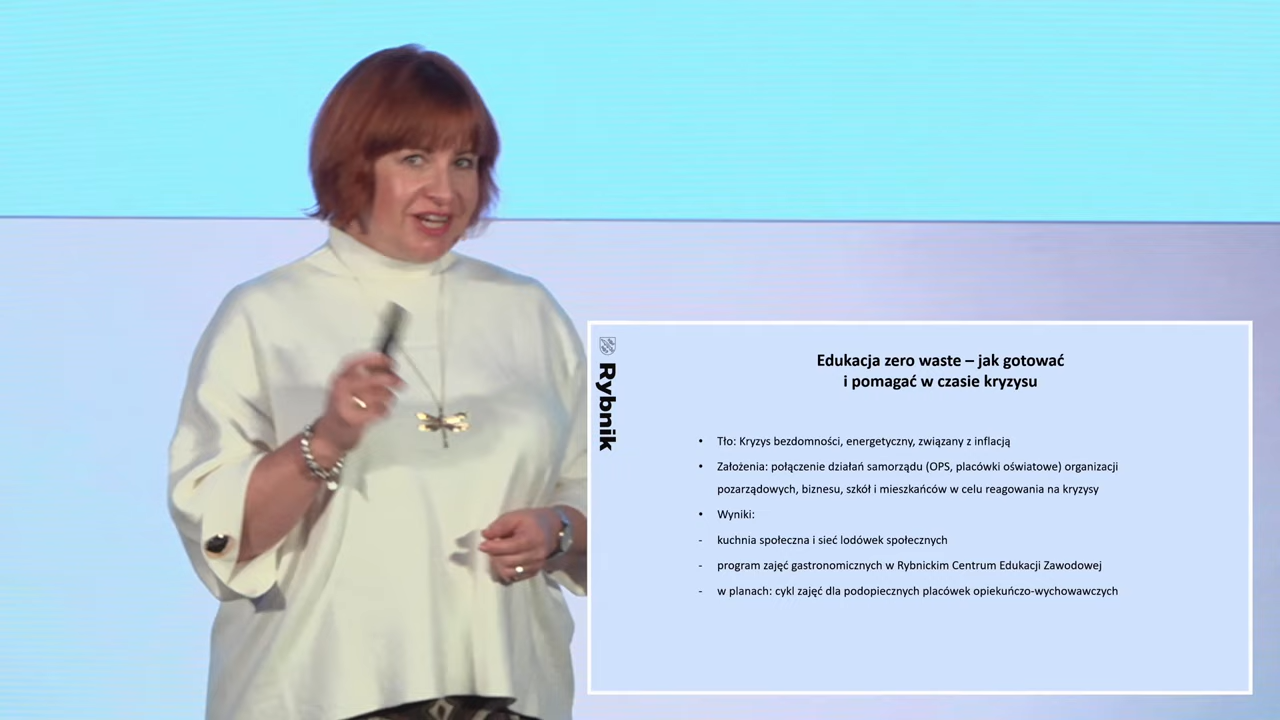 Rybnik
Edukacja zero waste – jak gotować
i pomagać w czasie kryzysu
• Tło: Kryzys bezdomności, energetyczny, związany z inflacją
• Założenia: połączenie działań samorządu (OPS, placówki oświatowe) organizacji
pozarządowych, biznesu, szkół i mieszkańców w celu reagowania na kryzysy
• Wyniki:
- kuchnia społeczna i sieć lodówek społecznych
- program zajęć gastronomicznych w Rybnickim Centrum Edukacji Zawodowej
- w planach: cykl zajęć dla podopiecznych placówek opiekuńczo-wychowawczych